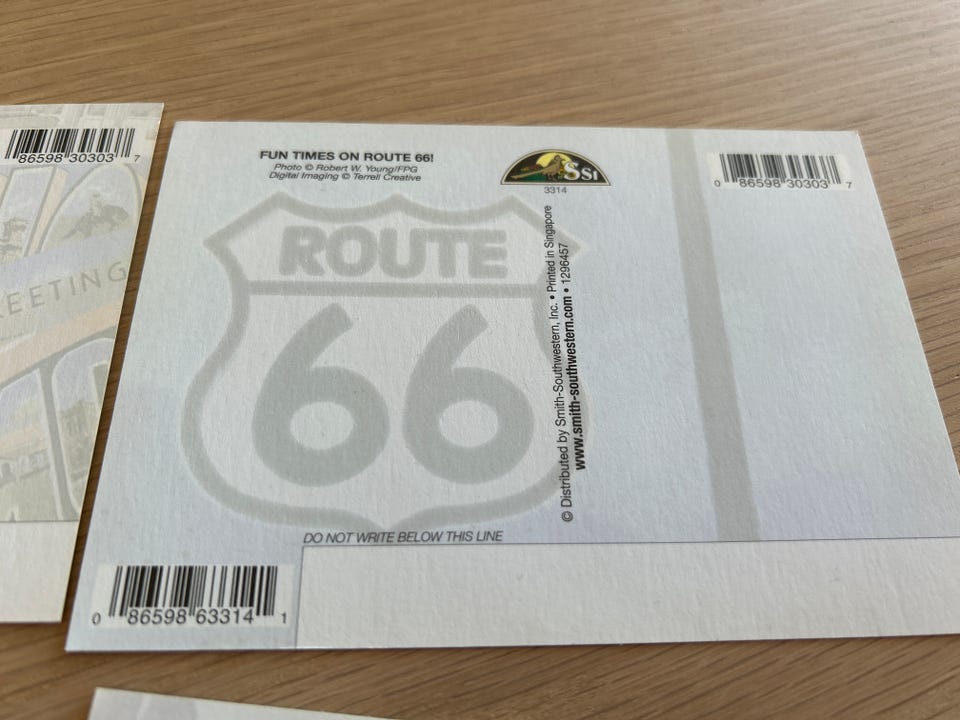 86598 30303 7
EETING
FUN TIMES ON ROUTE 66!
Photo © Robert W. Young/FPG
Digital Imaging © Terrell Creative
SSI
3314
0 86598 30303 7
ROUTE
66
© Distributed by Smith-Southwestern, Inc. • Printed in Singapore
www.smith-southwestern.com • 1296457
DO NOT WRITE BELOW THIS LINE
0 86598 63314 1